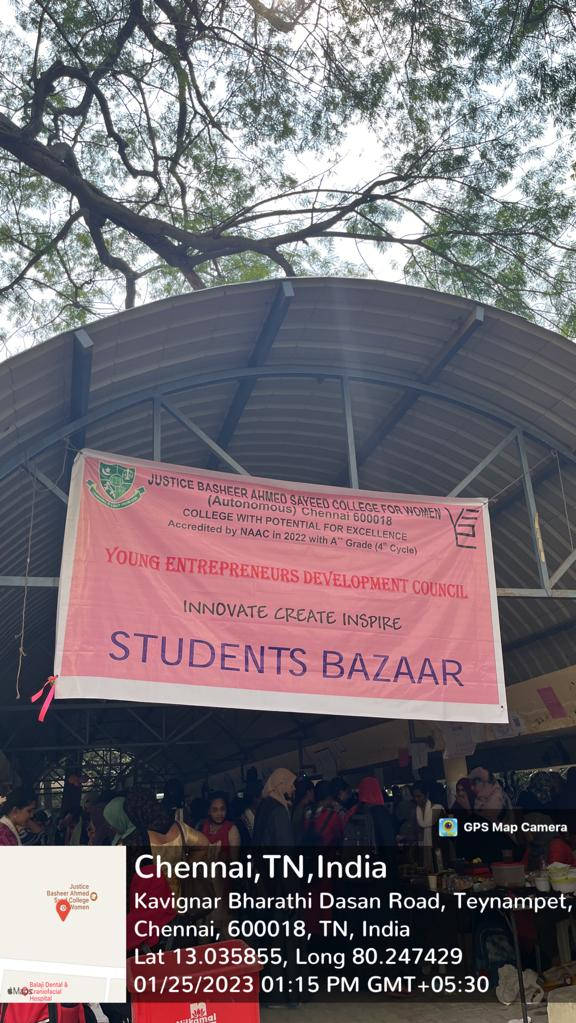 JUSTICE BASHEER AHMED SAYEED COLLEGE FOR WOMEN
(Autonomous) Chennai 600018
COLLEGE WITH POTENTIAL FOR EXCELLENCE
Accredited by NAAC in 2022 with A++ Grade (4th Cycle)
YOUNG ENTREPRENEURS DEVELOPMENT COUNCIL
INNOVATE CREATE INSPIRE
STUDENTS BAZAAR
GPS Map Camera
Chennai,TN,India
Kavignar Bharathi Dasan Road, Teynampet,
Chennai, 600018, TN, India
Lat 13.035855, Long 80.247429
01/25/2023 01:15 PM GMT+05:30
Justice
Basheer Ahmed
College
Women
Maps
Balaji Dental &
Craniofacial
Hospital
Nilkamal